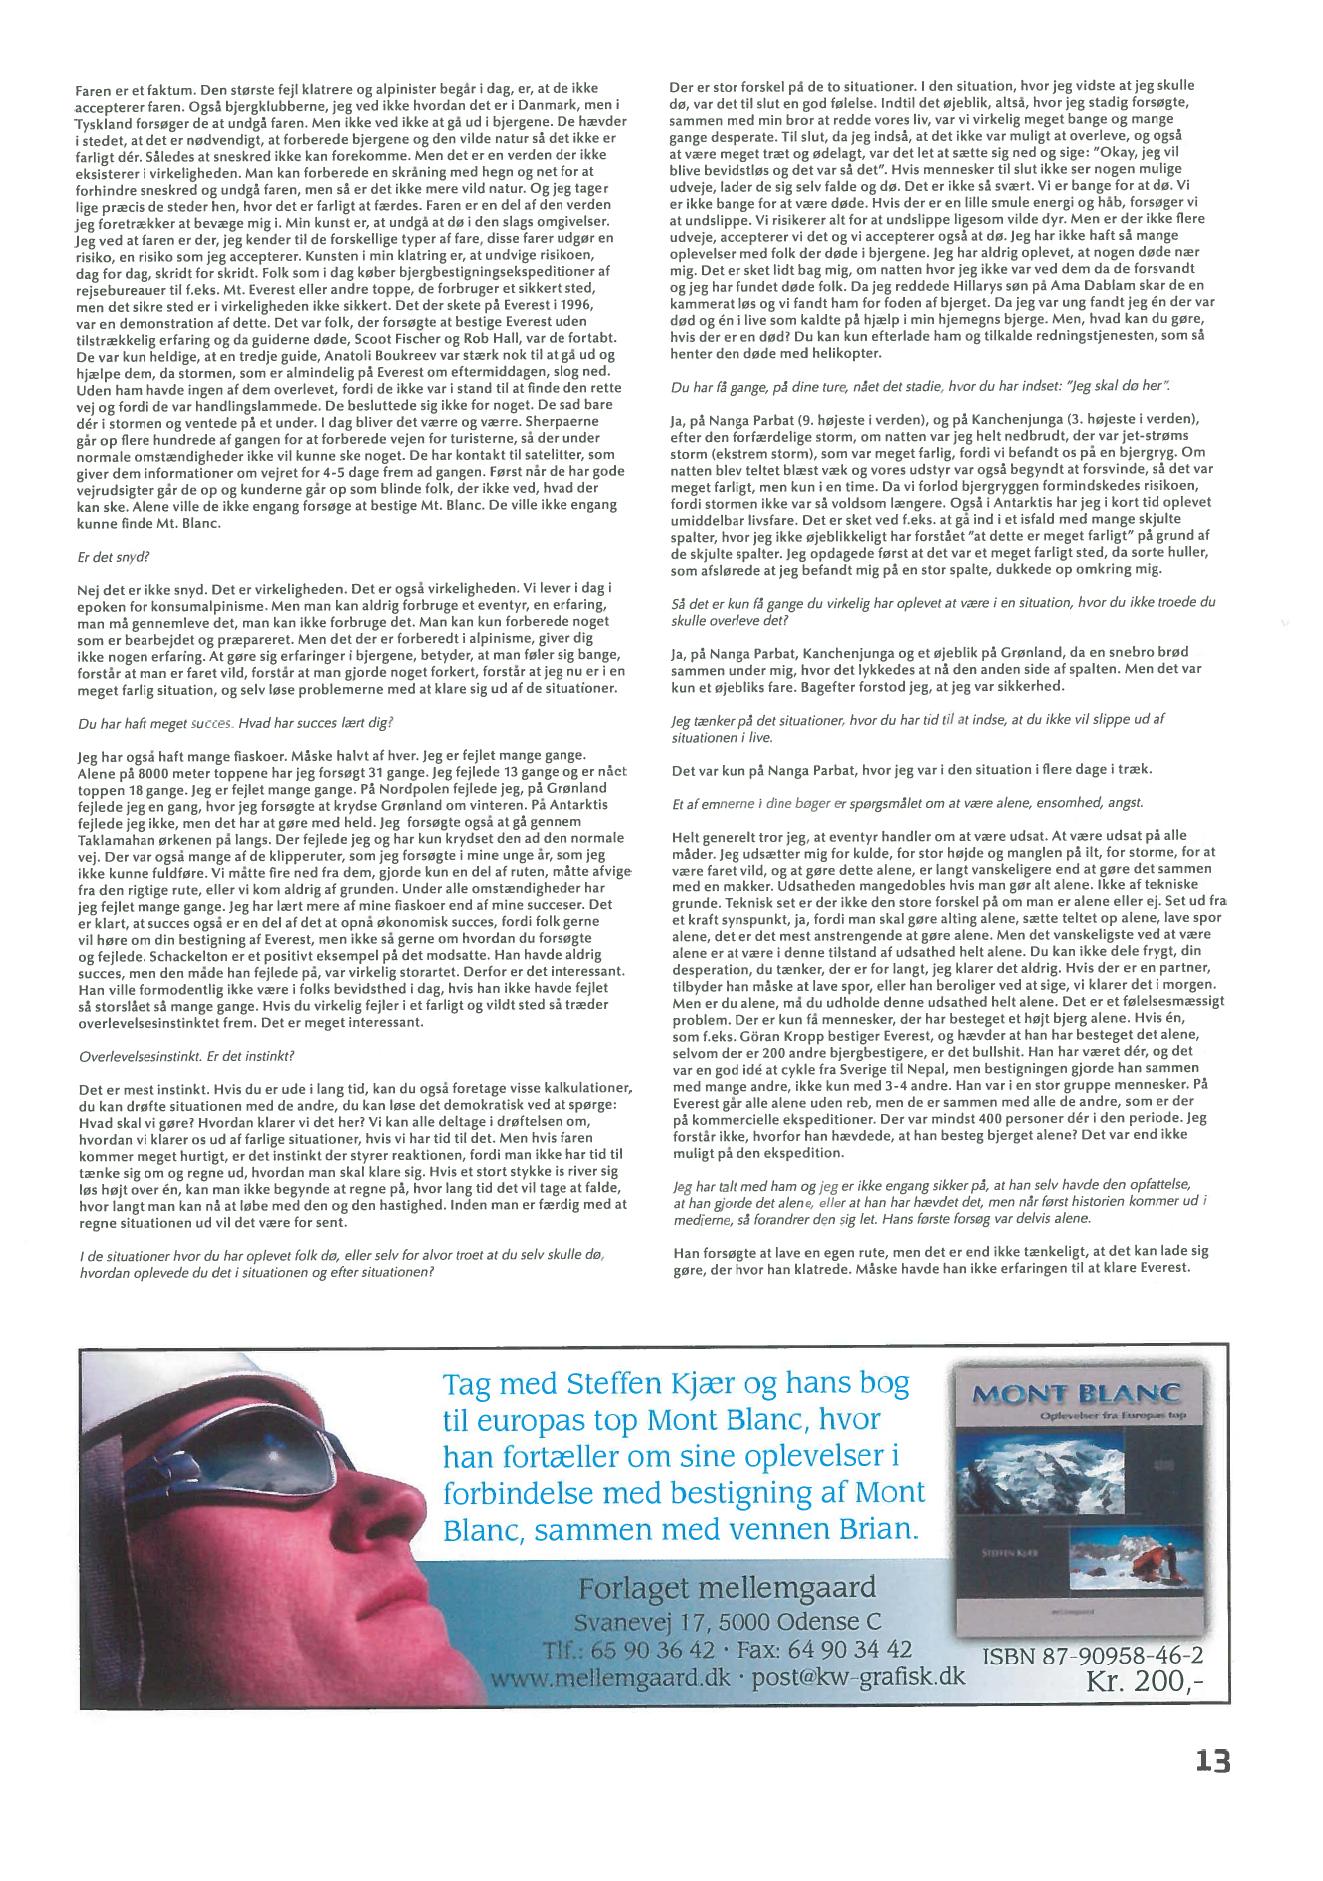 Faren er et faktum. Den største fejl klatrere og alpinister begår i dag, er, at de ikke
accepterer faren. Også bjergklubberne, jeg ved ikke hvordan det er i Danmark, men i
Tyskland forsøger de at undgå faren. Men ikke ved ikke at gå ud i bjergene. De hævder
i stedet, at det er nødvendigt, at forberede bjergene og den vilde natur så det ikke er
farligt dér. Således at sneskred ikke kan forekomme. Men det er en verden der ikke
eksisterer i virkeligheden. Man kan forberede en skråning med hegn og net for at
forhindre sneskred og undgå faren, men så er det ikke mere vild natur. Og jeg tager
lige præcis de steder hen, hvor det er farligt at færdes. Faren er en del af den verden
jeg foretrækker at bevæge mig i. Min kunst er, at undgå at dø i den slags omgivelser.
Jeg ved at faren er der, jeg kender til de forskellige typer af fare, disse farer udgør en
risiko, en risiko som jeg accepterer. Kunsten i min klatring er, at undvige risikoen,
dag for dag, skridt for skridt. Folk som i dag køber bjergbestigningsekspeditioner af
rejsebureauer til f.eks. Mt. Everest eller andre toppe, de forbruger et sikkert sted,
men det sikre sted er i virkeligheden ikke sikkert. Det der skete på Everest i 1996,
var en demonstration af dette. Det var folk, der forsøgte at bestige Everest uden
tilstrækkelig erfaring og da guiderne døde, Scoot Fischer og Rob Hall, var de fortabt.
De var kun heldige, at en tredje guide, Anatoli Boukreev var stærk nok til at gå ud og
hjælpe dem, da stormen, som er almindelig på Everest om eftermiddagen, slog ned.
Uden ham havde ingen af dem overlevet, fordi de ikke var i stand til at finde den rette
vej og fordi de var handlingslammede. De besluttede sig ikke for noget. De sad bare
dér i stormen og ventede på et under. I dag bliver det værre og værre. Sherpaerne
går op flere hundrede af gangen for at forberede vejen for turisterne, så der under
normale omstændigheder ikke vil kunne ske noget. De har kontakt til satelitter, som
giver dem informationer om vejret for 4-5 dage frem ad gangen. Først når de har gode
vejrudsigter går de op og kunderne går op som blinde folk, der ikke ved, hvad der
kan ske. Alene ville de ikke engang forsøge at bestige Mt. Blanc. De ville ikke engang
kunne finde Mt. Blanc.
Er det snyd?
Nej det er ikke snyd. Det er virkeligheden. Det er også virkeligheden. Vi lever i dag i
epoken for konsumalpinisme. Men man kan aldrig forbruge et eventyr, en erfaring,
man må gennemleve det, man kan ikke forbruge det. Man kan kun forberede noget
som er bearbejdet og præpareret. Men det der er forberedt i alpinisme, giver dig
ikke nogen erfaring. At gøre sig erfaringer i bjergene, betyder, at man føler sig bange,
forstår at man er faret vild, forstår at man gjorde noget forkert, forstår at jeg nu er i en
meget farlig situation, og selv løse problemerne med at klare sig ud af de situationer.
Du har haft meget succes. Hvad har succes lært dig?
Jeg har også haft mange fiaskoer. Måske halvt af hver. Jeg er fejlet mange gange.
Alene på 8000 meter toppene har jeg forsøgt 31 gange. Jeg fejlede 13 gange og er nået
toppen 18 gange. Jeg er fejlet mange gange. På Nordpolen fejlede jeg, på Grønland
fejlede jeg en gang, hvor jeg forsøgte at krydse Grønland om vinteren. På Antarktis
fejlede jeg ikke, men det har at gøre med held. Jeg forsøgte også at gå gennem
Taklamahan ørkenen på langs. Der fejlede jeg og har kun krydset den ad den normale
vej. Der var også mange af de klipperuter, som jeg forsøgte i mine unge år, som jeg
ikke kunne fuldføre. Vi måtte fire ned fra dem, gjorde kun en del af ruten, måtte afvige
fra den rigtige rute, eller vi kom aldrig af grunden. Under alle omstændigheder har
jeg fejlet mange gange. Jeg har lært mere af mine fiaskoer end af mine succeser. Det
er klart, at succes også er en del af det at opnå økonomisk succes, fordi folk gerne
vil høre om din bestigning af Everest, men ikke så gerne om hvordan du forsøgte
og fejlede. Schackelton er et positivt eksempel på det modsatte. Han havde aldrig
succes, men den måde han fejlede på, var virkelig storartet. Derfor er det interessant.
Han ville formodentlig ikke være i folks bevidsthed i dag, hvis han ikke havde fejlet
så storslået så mange gange. Hvis du virkelig fejler i et farligt og vildt sted så træder
overlevelsesinstinktet frem. Det er meget interessant.
Overlevelsesinstinkt. Er det instinkt?
Det er mest instinkt. Hvis du er ude i lang tid, kan du også foretage visse kalkulationer,
du kan drøfte situationen med de andre, du kan løse det demokratisk ved at spørge:
Hvad skal vi gøre? Hvordan klarer vi det her? Vi kan alle deltage i drøftelsen om,
hvordan vi klarer os ud af farlige situationer, hvis vi har tid til det. Men hvis faren
kommer meget hurtigt, er det instinkt der styrer reaktionen, fordi man ikke har tid til
tænke sig om og regne ud, hvordan man skal klare sig. Hvis et stort stykke is river sig
løs højt over én, kan man ikke begynde at regne på, hvor lang tid det vil tage at falde,
hvor langt man kan nå at løbe med den og den hastighed. Inden man er færdig med at
regne situationen ud vil det være for sent.
I de situationer hvor du har oplevet folk dø, eller selv for alvor troet at du selv skulle dø,
hvordan oplevede du det i situationen og efter situationen?
Der er stor forskel på de to situationer. I den situation, hvor jeg vidste at jeg skulle
dø, var det til slut en god følelse. Indtil det øjeblik, altså, hvor jeg stadig forsøgte,
sammen med min bror at redde vores liv, var vi virkelig meget bange og mange
gange desperate. Til slut, da jeg indså, at det ikke var muligt at overleve, og også
at være meget træt og ødelagt, var det let at sætte sig ned og sige: "Okay, jeg vil
blive bevidstløs og det var så det". Hvis mennesker til slut ikke ser nogen mulige
udveje, lader de sig selv falde og dø. Det er ikke så svært. Vi er bange for at dø. Vi
er ikke bange for at være døde. Hvis der er en lille smule energi og håb, forsøger vi
at undslippe. Vi risikerer alt for at undslippe ligesom vilde dyr. Men er der ikke flere
udveje, accepterer vi det og vi accepterer også at dø. Jeg har ikke haft så mange
oplevelser med folk der døde i bjergene. Jeg har aldrig oplevet, at nogen døde nær
mig. Det er sket lidt bag mig, om natten hvor jeg ikke var ved dem da de forsvandt
og jeg har fundet døde folk. Da jeg reddede Hillarys søn på Ama Dablam skar de en
kammerat løs og vi fandt ham for foden af bjerget. Da jeg var ung fandt jeg én der var
død og én i live som kaldte på hjælp i min hjemegns bjerge. Men, hvad kan du gøre,
hvis der er en død? Du kan kun efterlade ham og tilkalde redningstjenesten, som så
henter den døde med helikopter.
Du har få gange, på dine ture, nået det stadie, hvor du har indset: "Jeg skal dø her".
Ja, på Nanga Parbat (9. højeste i verden), og på Kanchenjunga (3. højeste i verden),
efter den forfærdelige storm, om natten var jeg helt nedbrudt, der var jet-strøms
storm (ekstrem storm), som var meget farlig, fordi vi befandt os på en bjergryg. Om
natten blev teltet blæst væk og vores udstyr var også begyndt at forsvinde, så det var
meget farligt, men kun i en time. Da vi forlod bjergryggen formindskedes risikoen,
fordi stormen ikke var så voldsom længere. Også i Antarktis har jeg i kort tid oplevet
umiddelbar livsfare. Det er sket ved f.eks. at gå ind i et isfald med mange skjulte
spalter, hvor jeg ikke øjeblikkeligt har forstået "at dette er meget farligt" på grund af
de skjulte spalter. Jeg opdagede først at det var et meget farligt sted, da sorte huller,
som afslørede at jeg befandt mig på en stor spalte, dukkede op omkring mig.
Så det er kun få gange du virkelig har oplevet at være i en situation, hvor du ikke troede du
skulle overleve det?
Ja, på Nanga Parbat, Kanchenjunga og et øjeblik på Grønland, da en snebro brød
sammen under mig, hvor det lykkedes at nå den anden side af spalten. Men det var
kun et øjebliks fare. Bagefter forstod jeg, at jeg var sikkerhed.
Jeg tænker på det situationer, hvor du har tid til at indse, at du ikke vil slippe ud af
situationen i live.
Det var kun på Nanga Parbat, hvor jeg var i den situation i flere dage i træk.
Et af emnerne i dine bøger er spørgsmålet om at være alene, ensomhed, angst.
Helt generelt tror jeg, at eventyr handler om at være udsat. At være udsat på alle
måder. Jeg udsætter mig for kulde, for stor højde og manglen på ilt, for storme, for at
være faret vild, og at gøre dette alene, er langt vanskeligere end at gøre det sammen
med en makker. Udsatheden mangedobles hvis man gør alt alene. Ikke af tekniske
grunde. Teknisk set er der ikke den store forskel på om man er alene eller ej. Set ud fra
et kraft synspunkt, ja, fordi man skal gøre alting alene, sætte teltet op alene, lave spor
alene, det er det mest anstrengende at gøre alene. Men det vanskeligste ved at være
alene er at være i denne tilstand af udsathed helt alene. Du kan ikke dele frygt, din
desperation, du tænker, der er for langt, jeg klarer det aldrig. Hvis der er en partner,
tilbyder han måske at lave spor, eller han beroliger ved at sige, vi klarer det i morgen.
Men er du alene, må du udholde denne udsathed helt alene. Det er et følelsesmæssigt
problem. Der er kun få mennesker, der har besteget et højt bjerg alene. Hvis én,
som f.eks. Göran Kropp bestiger Everest, og hævder at han har besteget det alene,
selvom der er 200 andre bjergbestigere, er det bullshit. Han har været dér, og det
var en god idé at cykle fra Sverige til Nepal, men bestigningen gjorde han sammen
med mange andre, ikke kun med 3-4 andre. Han var i en stor gruppe mennesker. På
Everest går alle alene uden reb, men de er sammen med alle de andre, som er der
på kommercielle ekspeditioner. Der var mindst 400 personer dér i den periode. Jeg
forstår ikke, hvorfor han hævdede, at han besteg bjerget alene? Det var end ikke
muligt på den ekspedition.
Jeg har talt med ham og jeg er ikke engang sikker på, at han selv havde den opfattelse,
at han gjorde det alene, eller at han har hævdet det, men når først historien kommer ud i
medierne, så forandrer den sig let. Hans første forsøg var delvis alene.
Han forsøgte at lave en egen rute, men det er end ikke tænkeligt, at det kan lade sig
gøre, der hvor han klatrede. Måske havde han ikke erfaringen til at klare Everest.
Tag med Steffen Kjær og hans bog
til europas top Mont Blanc, hvor
han fortæller om sine oplevelser i
forbindelse med bestigning af Mont
Blanc, sammen med vennen Brian.
Forlaget mellemgaard
Svanevej 17, 5000 Odense C
Tlf.: 65 90 36 42 · Fax: 64 90 34 42
www.mellemgaard.dk · post@kw-grafisk.dk
MONT BLANC
Oplevelser fra Europas top
STEFFEN KJÆR
mellemgaard
ISBN 87-90958-46-2
Kr. 200,-
13